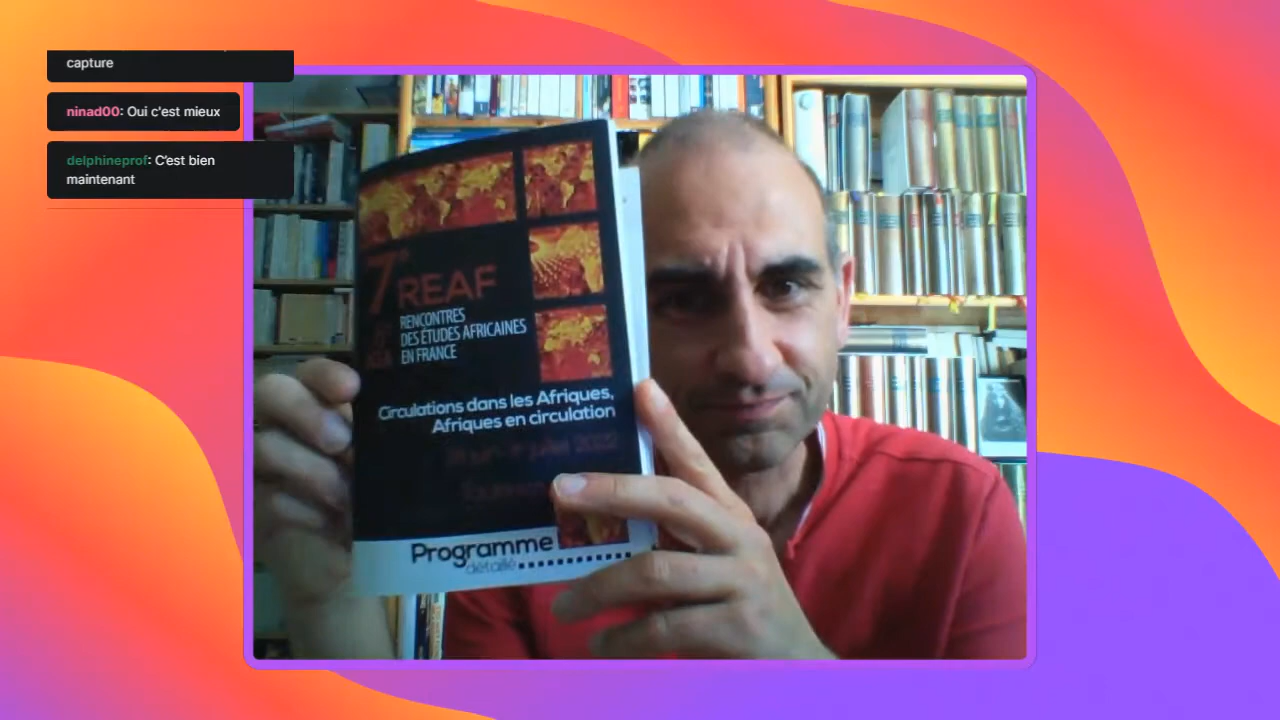 capture
ninad00: Oui c'est mieux
delphineprof: C'est bien
maintenant
7e
REAF
RENCONTRES
DES ÉTUDES AFRICAINES
EN FRANCE
Circulations dans les Afriques,
Afriques en circulation
Programme
détaillé